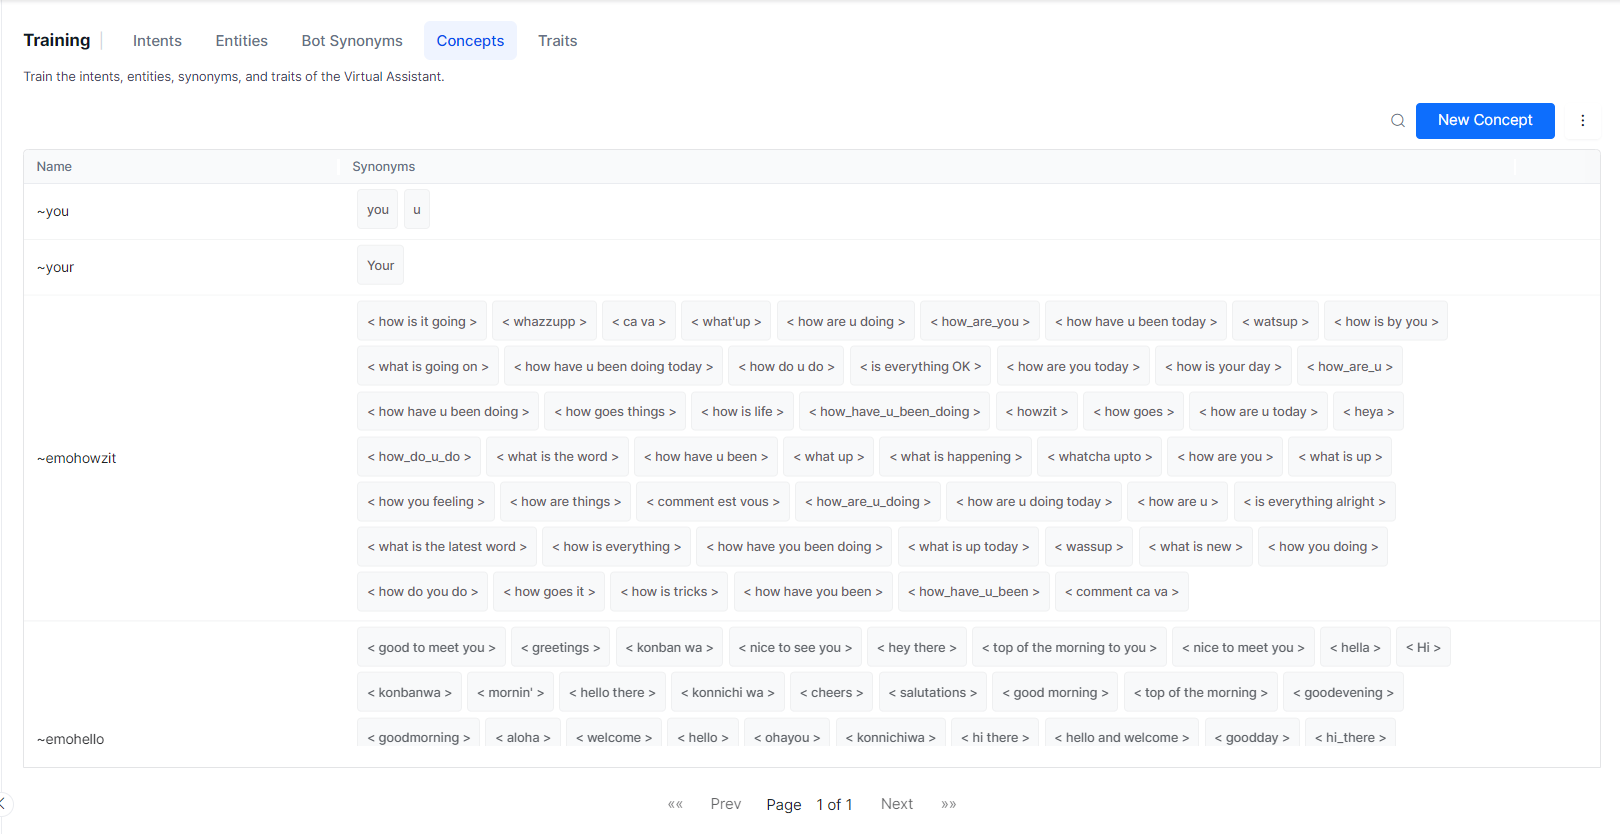 Training Intents Entities Bot Synonyms Concepts Traits
Train the intents, entities, synonyms, and traits of the Virtual Assistant.
New Concept
Name Synonyms
~you you u
~your Your
< how is it going > < whazzupp > < ca va > < what'up > < how are u doing > < how_are_you > < how have u been today > < watsup > < how is by you >
< what is going on > < how have u been doing today > < how do u do > < is everything OK > < how are you today > < how is your day > < how_are_u >
< how have u been doing > < how goes things > < how is life > < how_have_u_been_doing > < howzit > < how goes > < how are u today > < heya >
~emohowzit < how_do_u_do > < what is the word > < how have u been > < what up > < what is happening > < whatcha upto > < how are you > < what is up >
< how you feeling > < how are things > < comment est vous > < how_are_u_doing > < how are u doing today > < how are u > < is everything alright >
< what is the latest word > < how is everything > < how have you been doing > < what is up today > < wassup > < what is new > < how you doing >
< how do you do > < how goes it > < how is tricks > < how have you been > < how_have_u_been > < comment ca va >
< good to meet you > < greetings > < konban wa > < nice to see you > < hey there > < top of the morning to you > < nice to meet you > < hella > < Hi >
< konbanwa > < mornin' > < hello there > < konnichi wa > < cheers > < salutations > < good morning > < top of the morning > < goodevening >
~emohello < goodmorning > < aloha > < welcome > < hello > < ohayou > < konnichiwa > < hi there > < hello and welcome > < goodday > < hi_there >
«« Prev Page 1 of 1 Next »»